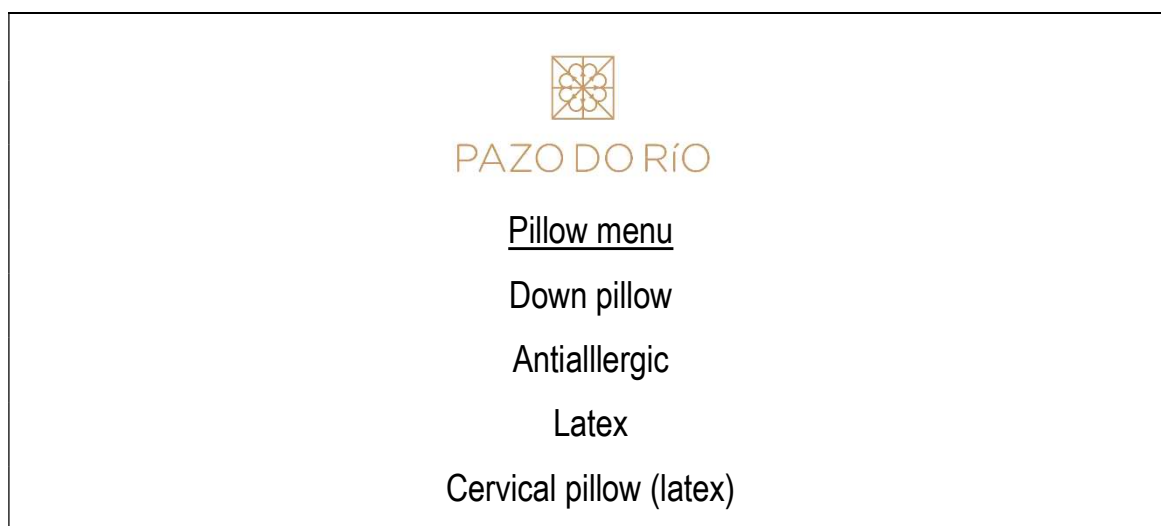 PAZO DO RíO
Pillow menu
Down pillow
Antialllergic
Latex
Cervical pillow (latex)